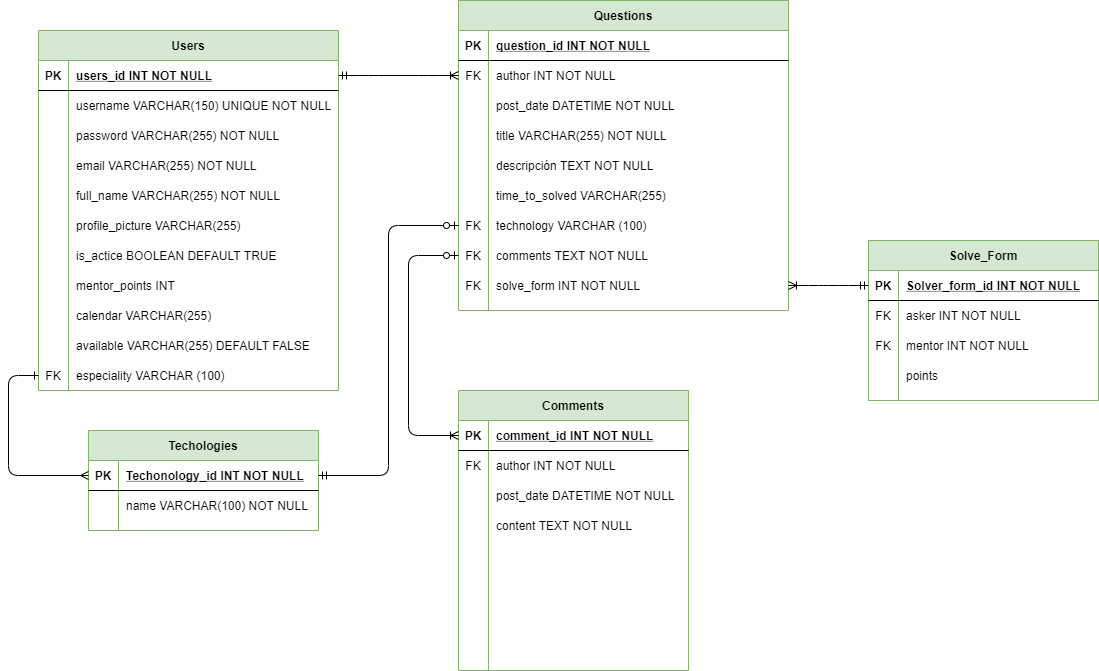 Users
PK users_id INT NOT NULL
username VARCHAR(150) UNIQUE NOT NULL
password VARCHAR(255) NOT NULL
email VARCHAR(255) NOT NULL
full_name VARCHAR(255) NOT NULL
profile_picture VARCHAR(255)
is_actice BOOLEAN DEFAULT TRUE
mentor_points INT
calendar VARCHAR(255)
available VARCHAR(255) DEFAULT FALSE
FK especiality VARCHAR (100)
Questions
PK question_id INT NOT NULL
FK author INT NOT NULL
post_date DATETIME NOT NULL
title VARCHAR(255) NOT NULL
descripción TEXT NOT NULL
time_to_solved VARCHAR(255)
FK technology VARCHAR (100)
FK comments TEXT NOT NULL
FK solve_form INT NOT NULL
Solve_Form
PK Solver_form_id INT NOT NULL
FK asker INT NOT NULL
FK mentor INT NOT NULL
points
Techologies
PK Techonology_id INT NOT NULL
name VARCHAR(100) NOT NULL
Comments
PK comment_id INT NOT NULL
FK author INT NOT NULL
post_date DATETIME NOT NULL
content TEXT NOT NULL